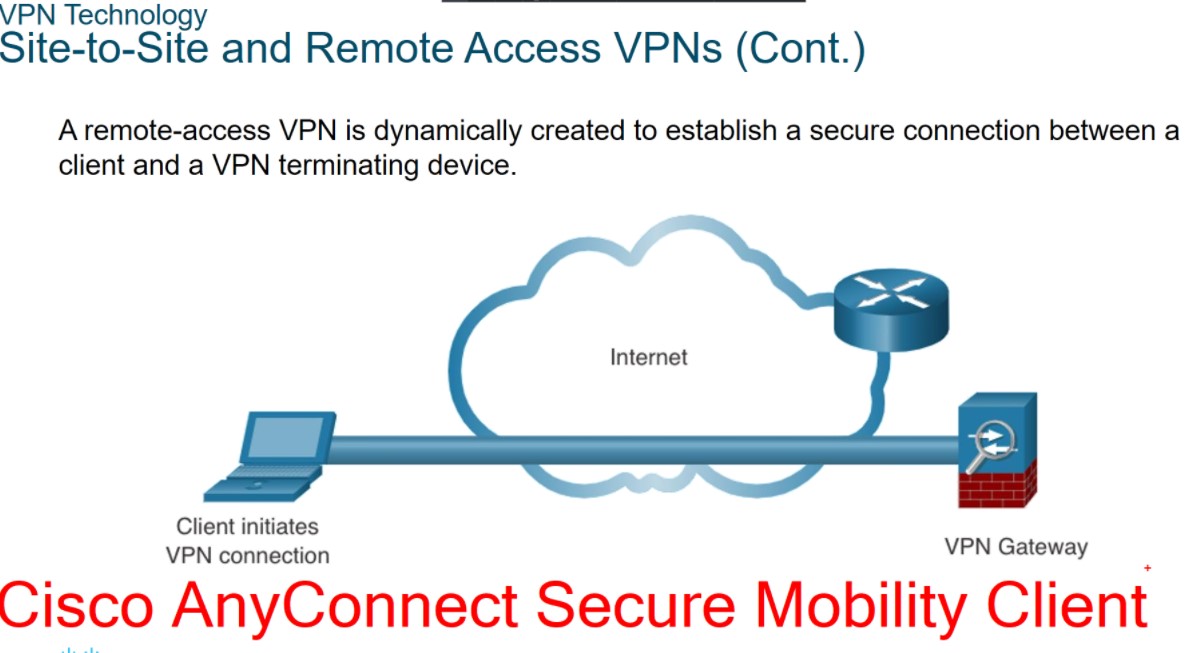 VPN Technology
Site-to-Site and Remote Access VPNs (Cont.)
A remote-access VPN is dynamically created to establish a secure connection between a
client and a VPN terminating device.
Internet
Client initiates
VPN connection
VPN Gateway
Cisco AnyConnect Secure Mobility Client